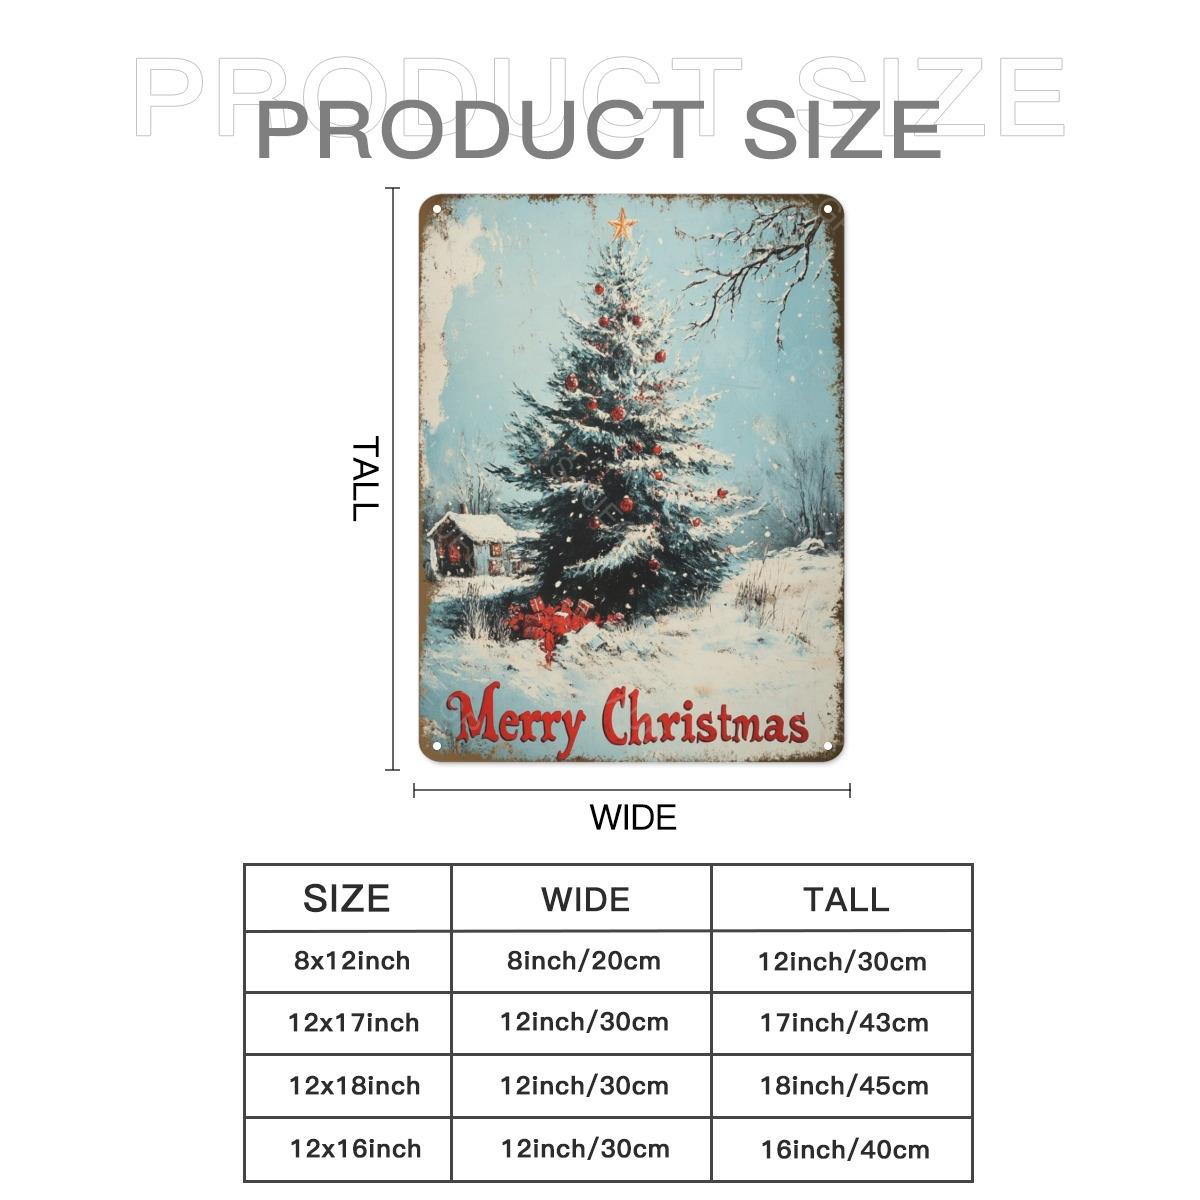 PRODUCT SIZE
PRODUCT SIZE
TALL
Merry Christmas
WIDE
SIZE WIDE TALL
8x12inch 8inch/20cm 12inch/30cm
12x17inch 12inch/30cm 17inch/43cm
12x18inch 12inch/30cm 18inch/45cm
12x16inch 12inch/30cm 16inch/40cm